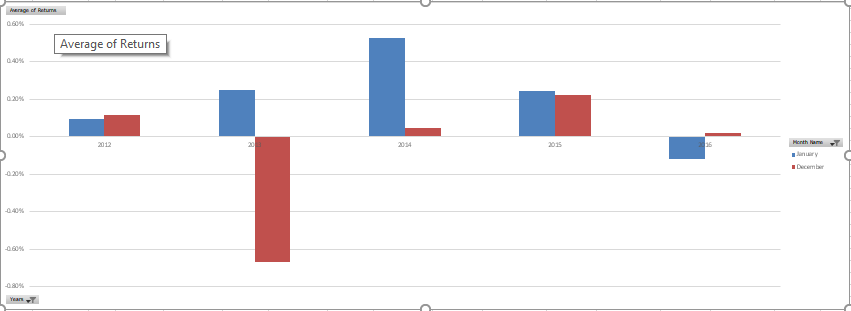 Average of Returns
0.60%
Average of Returns
0.40%
0.20%
0.00%
2012
2014
2015
2016
Month Name
January
December
-0.20%
-0.40%
-0.60%
-0.80%
Years